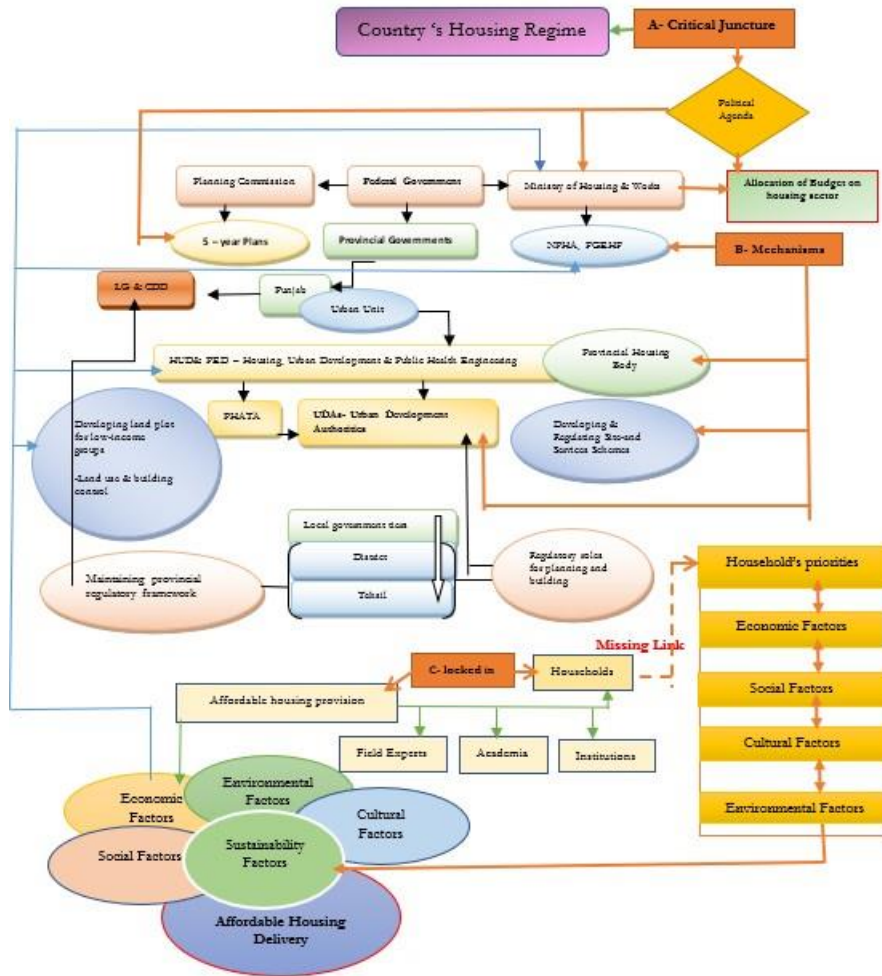 Country 's Housing Regime
A- Critical Juncture
Political
Agenda
Planning Commission
Federal Government
Ministry of Housing & Works
Allocation of Budget on
housing sector
5 – year Plans
Provincial Governments
B- Mechanisms
LG & CDD
Punjab
Urban Unit
HUD& PED – Housing, Urban Development & Public Health Engineering
Provincial Housing
Body
Developing land plot
for low-income
groups
-Land use & building
control
PHATA
UDAs- Urban Development
Authorities
Developing &
Regulating Site-and
Services Schemes
Local government tiers
District
Tehsil
Maintaining provincial
regulatory framework
Regulatory roles
for planning and
building
Household's priorities
Economic Factors
Social Factors
Cultural Factors
Environmental Factors
Missing Link
C- locked in
Households
Affordable housing provision
Field Experts
Academia
Institutions
Economic
Factors
Environmental
Factors
Cultural
Factors
Social Factors
Sustainability
Factors
Affordable Housing
Delivery